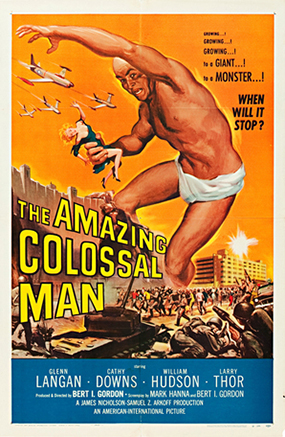 GROWING...!
GROWING...!
GROWING...!
to a GIANT...!
to a MONSTER...!
WHEN
WILL IT
STOP?
THE AMAZING
COLOSSAL
MAN
starring
GLENN LANGAN · CATHY DOWNS · WILLIAM HUDSON · LARRY THOR
Produced & Directed by BERT I. GORDON · Screenplay by MARK HANNA and BERT I. GORDON
A JAMES NICHOLSON-SAMUEL Z. ARKOFF PRODUCTION
AN AMERICAN-INTERNATIONAL PICTURE